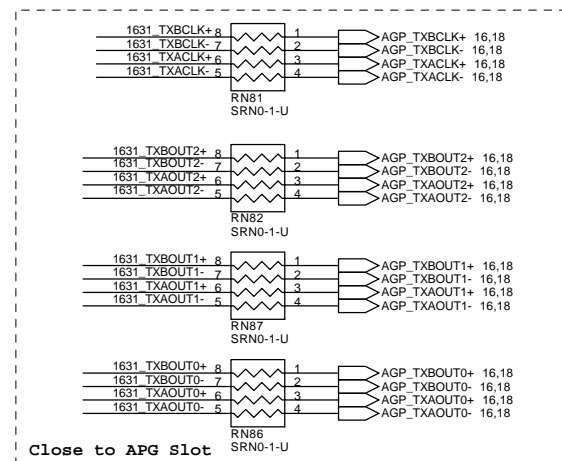 1631_TXBCLK+ 8 1 AGP_TXBCLK+ 16,18
1631_TXBCLK- 7 2 AGP_TXBCLK- 16,18
1631_TXACLK+ 6 3 AGP_TXACLK+ 16,18
1631_TXACLK- 5 4 AGP_TXACLK- 16,18
RN81
SRN0-1-U
1631_TXBOUT2+ 8 1 AGP_TXBOUT2+ 16,18
1631_TXBOUT2- 7 2 AGP_TXBOUT2- 16,18
1631_TXAOUT2+ 6 3 AGP_TXAOUT2+ 16,18
1631_TXAOUT2- 5 4 AGP_TXAOUT2- 16,18
RN82
SRN0-1-U
1631_TXBOUT1+ 8 1 AGP_TXBOUT1+ 16,18
1631_TXBOUT1- 7 2 AGP_TXBOUT1- 16,18
1631_TXAOUT1+ 6 3 AGP_TXAOUT1+ 16,18
1631_TXAOUT1- 5 4 AGP_TXAOUT1- 16,18
RN87
SRN0-1-U
1631_TXBOUT0+ 8 1 AGP_TXBOUT0+ 16,18
1631_TXBOUT0- 7 2 AGP_TXBOUT0- 16,18
1631_TXAOUT0+ 6 3 AGP_TXAOUT0+ 16,18
1631_TXAOUT0- 5 4 AGP_TXAOUT0- 16,18
RN86
SRN0-1-U
Close to APG Slot